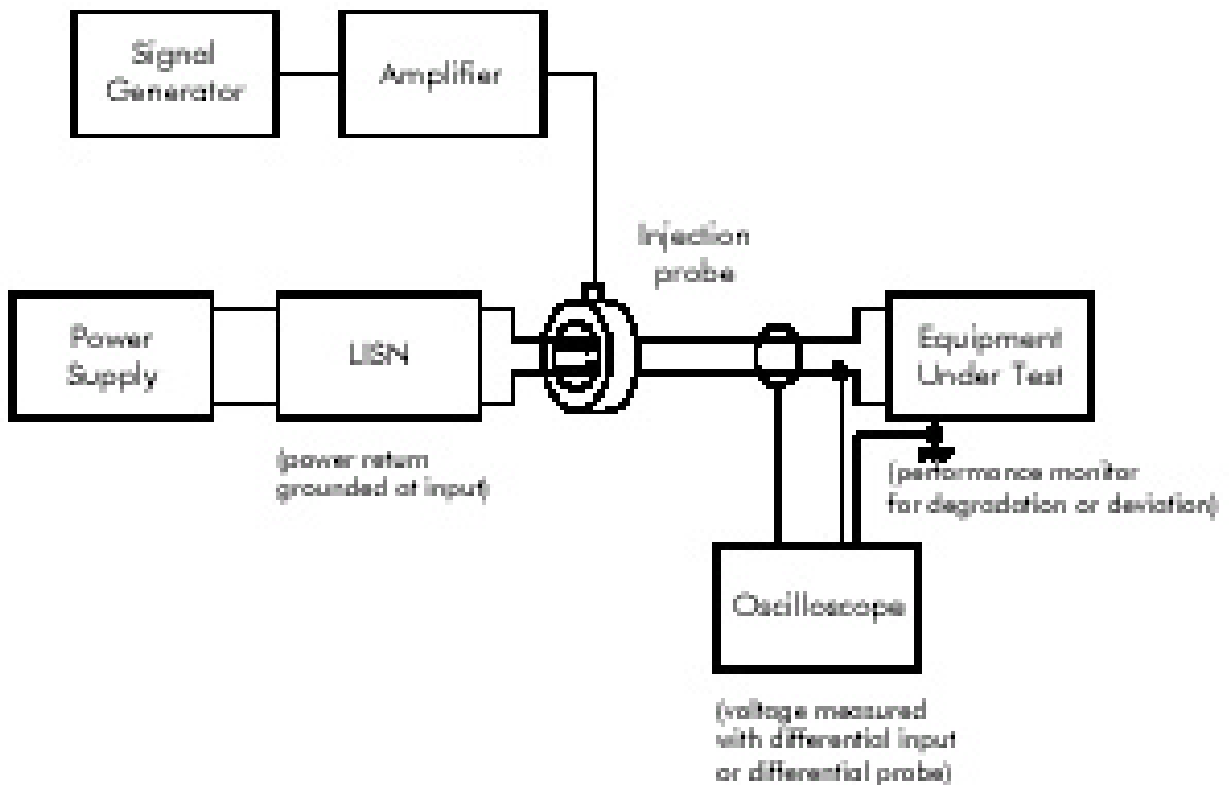 Signal
Generator
Amplifier
Injection
probe
Power
Supply
LISN
Equipment
Under Test
(power return
grounded at input)
(performance monitor
for degradation or deviation)
Oscilloscope
(voltage measured
with differential input
or differential probe)